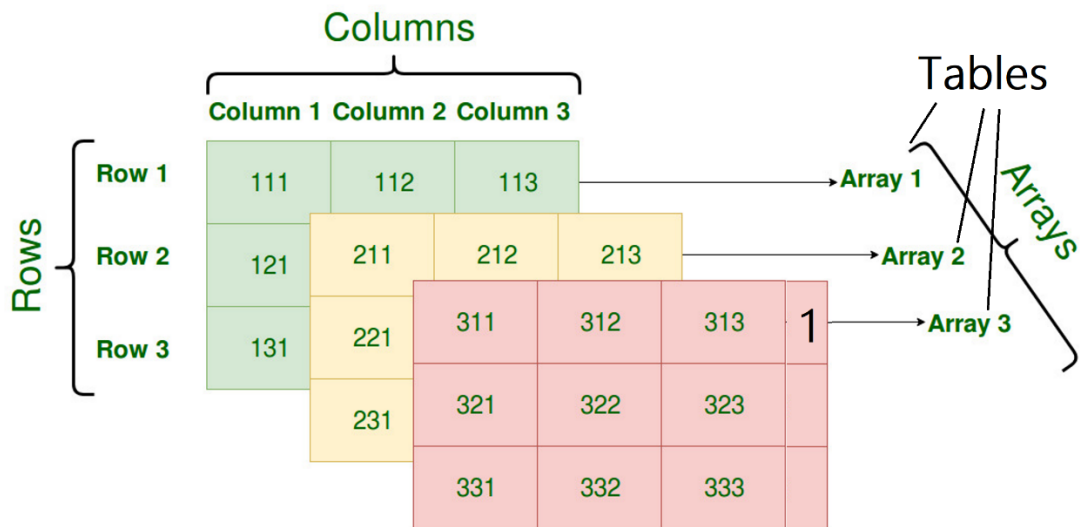 Columns
Tables
Column 1 Column 2 Column 3
Rows
Row 1
111 112 113
Array 1
Arrays
Row 2
121
211 212 213
Array 2
Row 3
131
221
311 312 313 1
Array 3
231
321 322 323
331 332 333